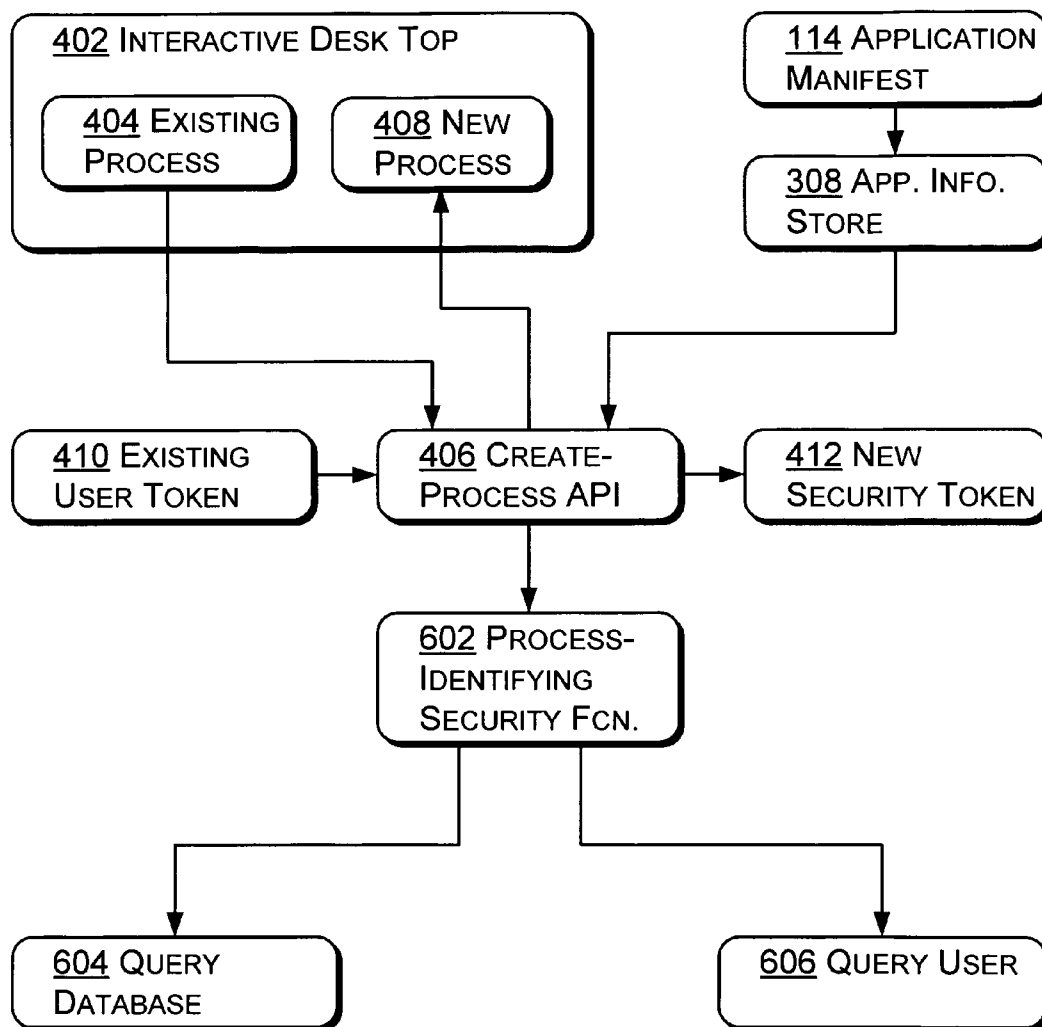 402 INTERACTIVE DESK TOP
404 EXISTING
PROCESS
408 NEW
PROCESS
114 APPLICATION
MANIFEST
308 APP. INFO.
STORE
410 EXISTING
USER TOKEN
406 CREATE-
PROCESS API
412 NEW
SECURITY TOKEN
602 PROCESS-
IDENTIFYING
SECURITY FCN.
604 QUERY
DATABASE
606 QUERY USER